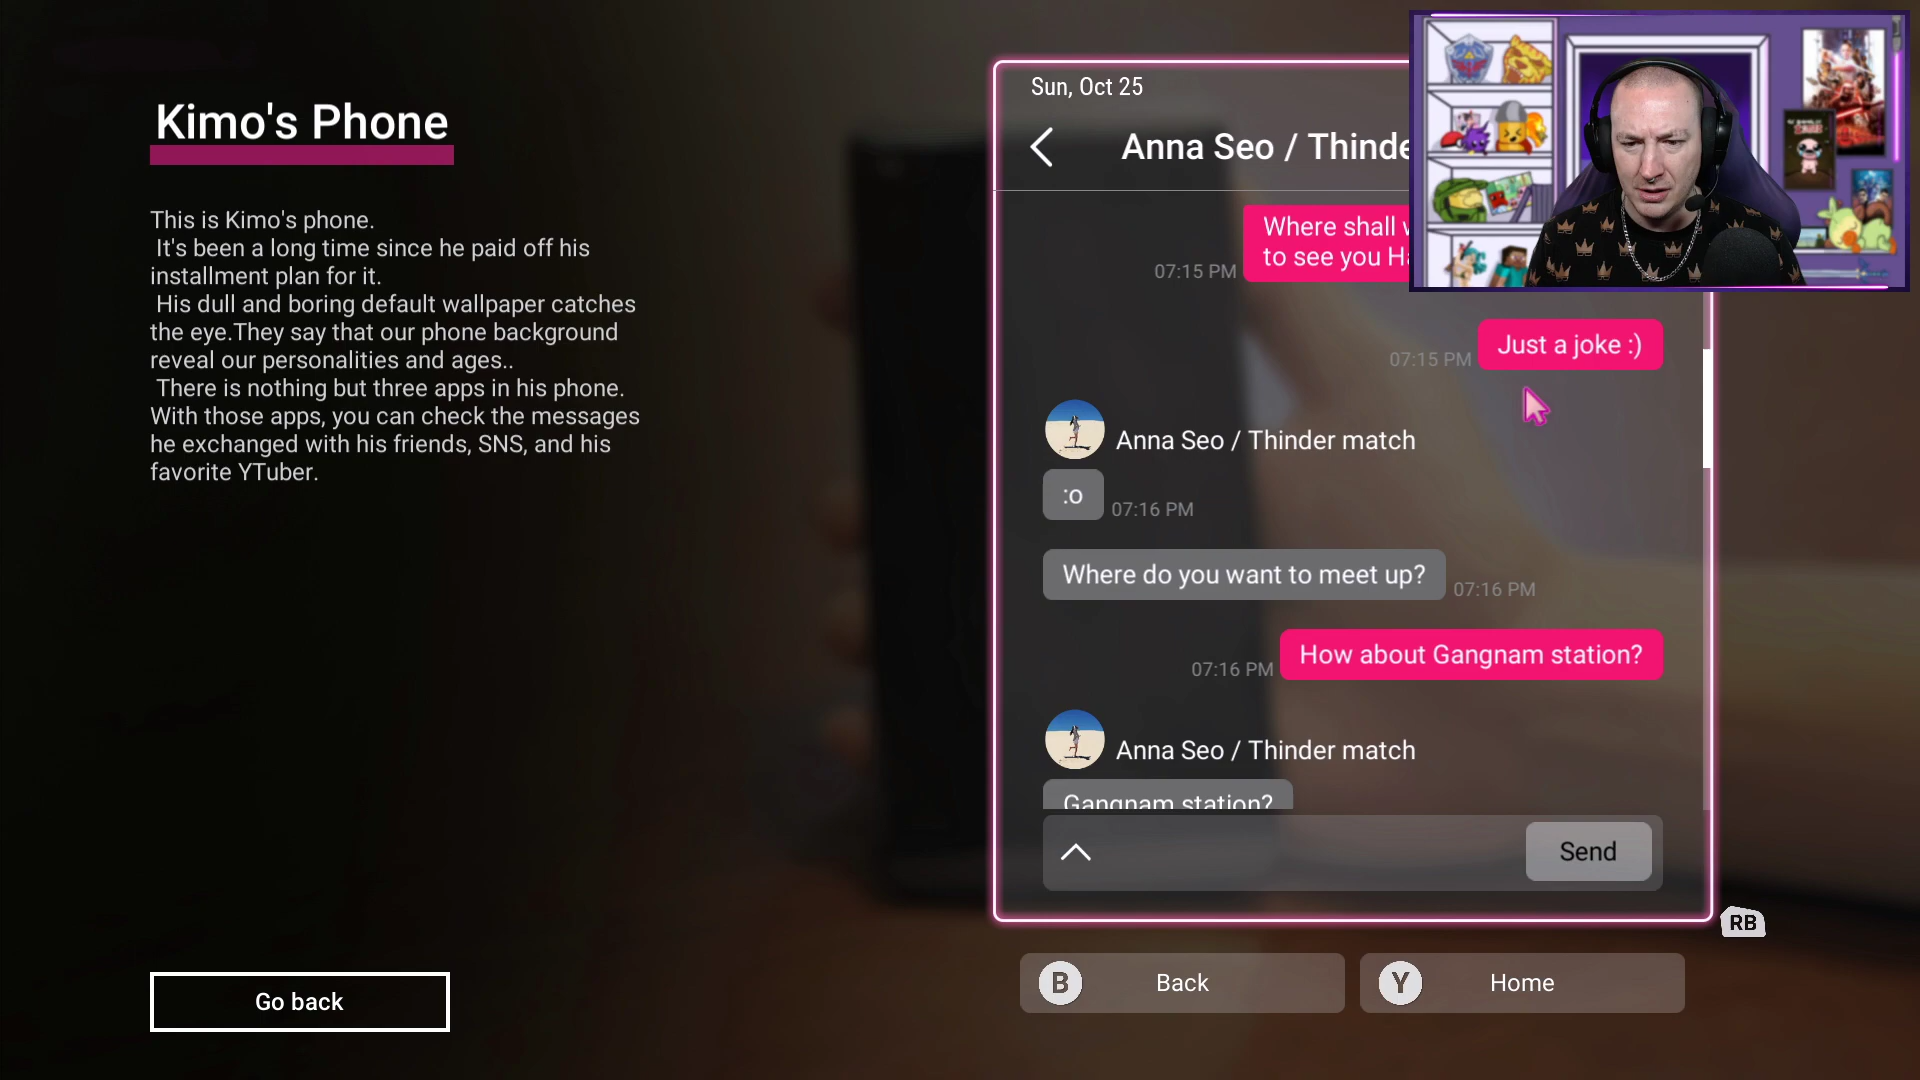 Kimo's Phone
This is Kimo's phone.
It's been a long time since he paid off his
installment plan for it.
His dull and boring default wallpaper catches
the eye.They say that our phone background
reveal our personalities and ages..
There is nothing but three apps in his phone.
With those apps, you can check the messages
he exchanged with his friends, SNS, and his
favorite YTuber.
Go back
Sun, Oct 25
Anna Seo / Thinde
Where shall
to see you
07:15 PM
Just a joke :)
07:15 PM
Anna Seo / Thinder match
:o
07:16 PM
Where do you want to meet up?
07:16 PM
How about Gangnam station?
07:16 PM
Anna Seo / Thinder match
Gangnam station?
Send
RB
B Back
Y Home